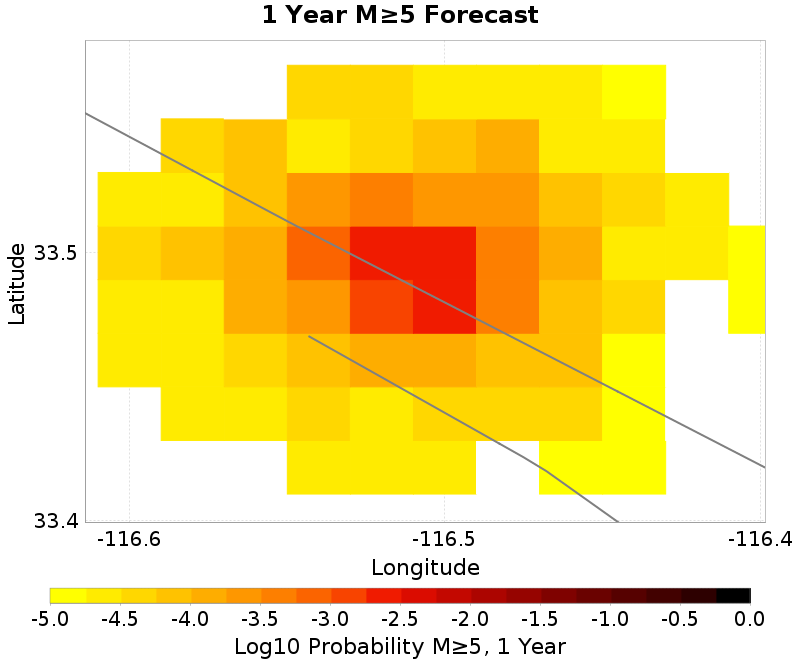 1 Year M≥5 Forecast
Latitude
33.5
33.4
-116.6 -116.5 -116.4
Longitude
-5.0 -4.5 -4.0 -3.5 -3.0 -2.5 -2.0 -1.5 -1.0 -0.5 0.0
Log10 Probability M≥5, 1 Year